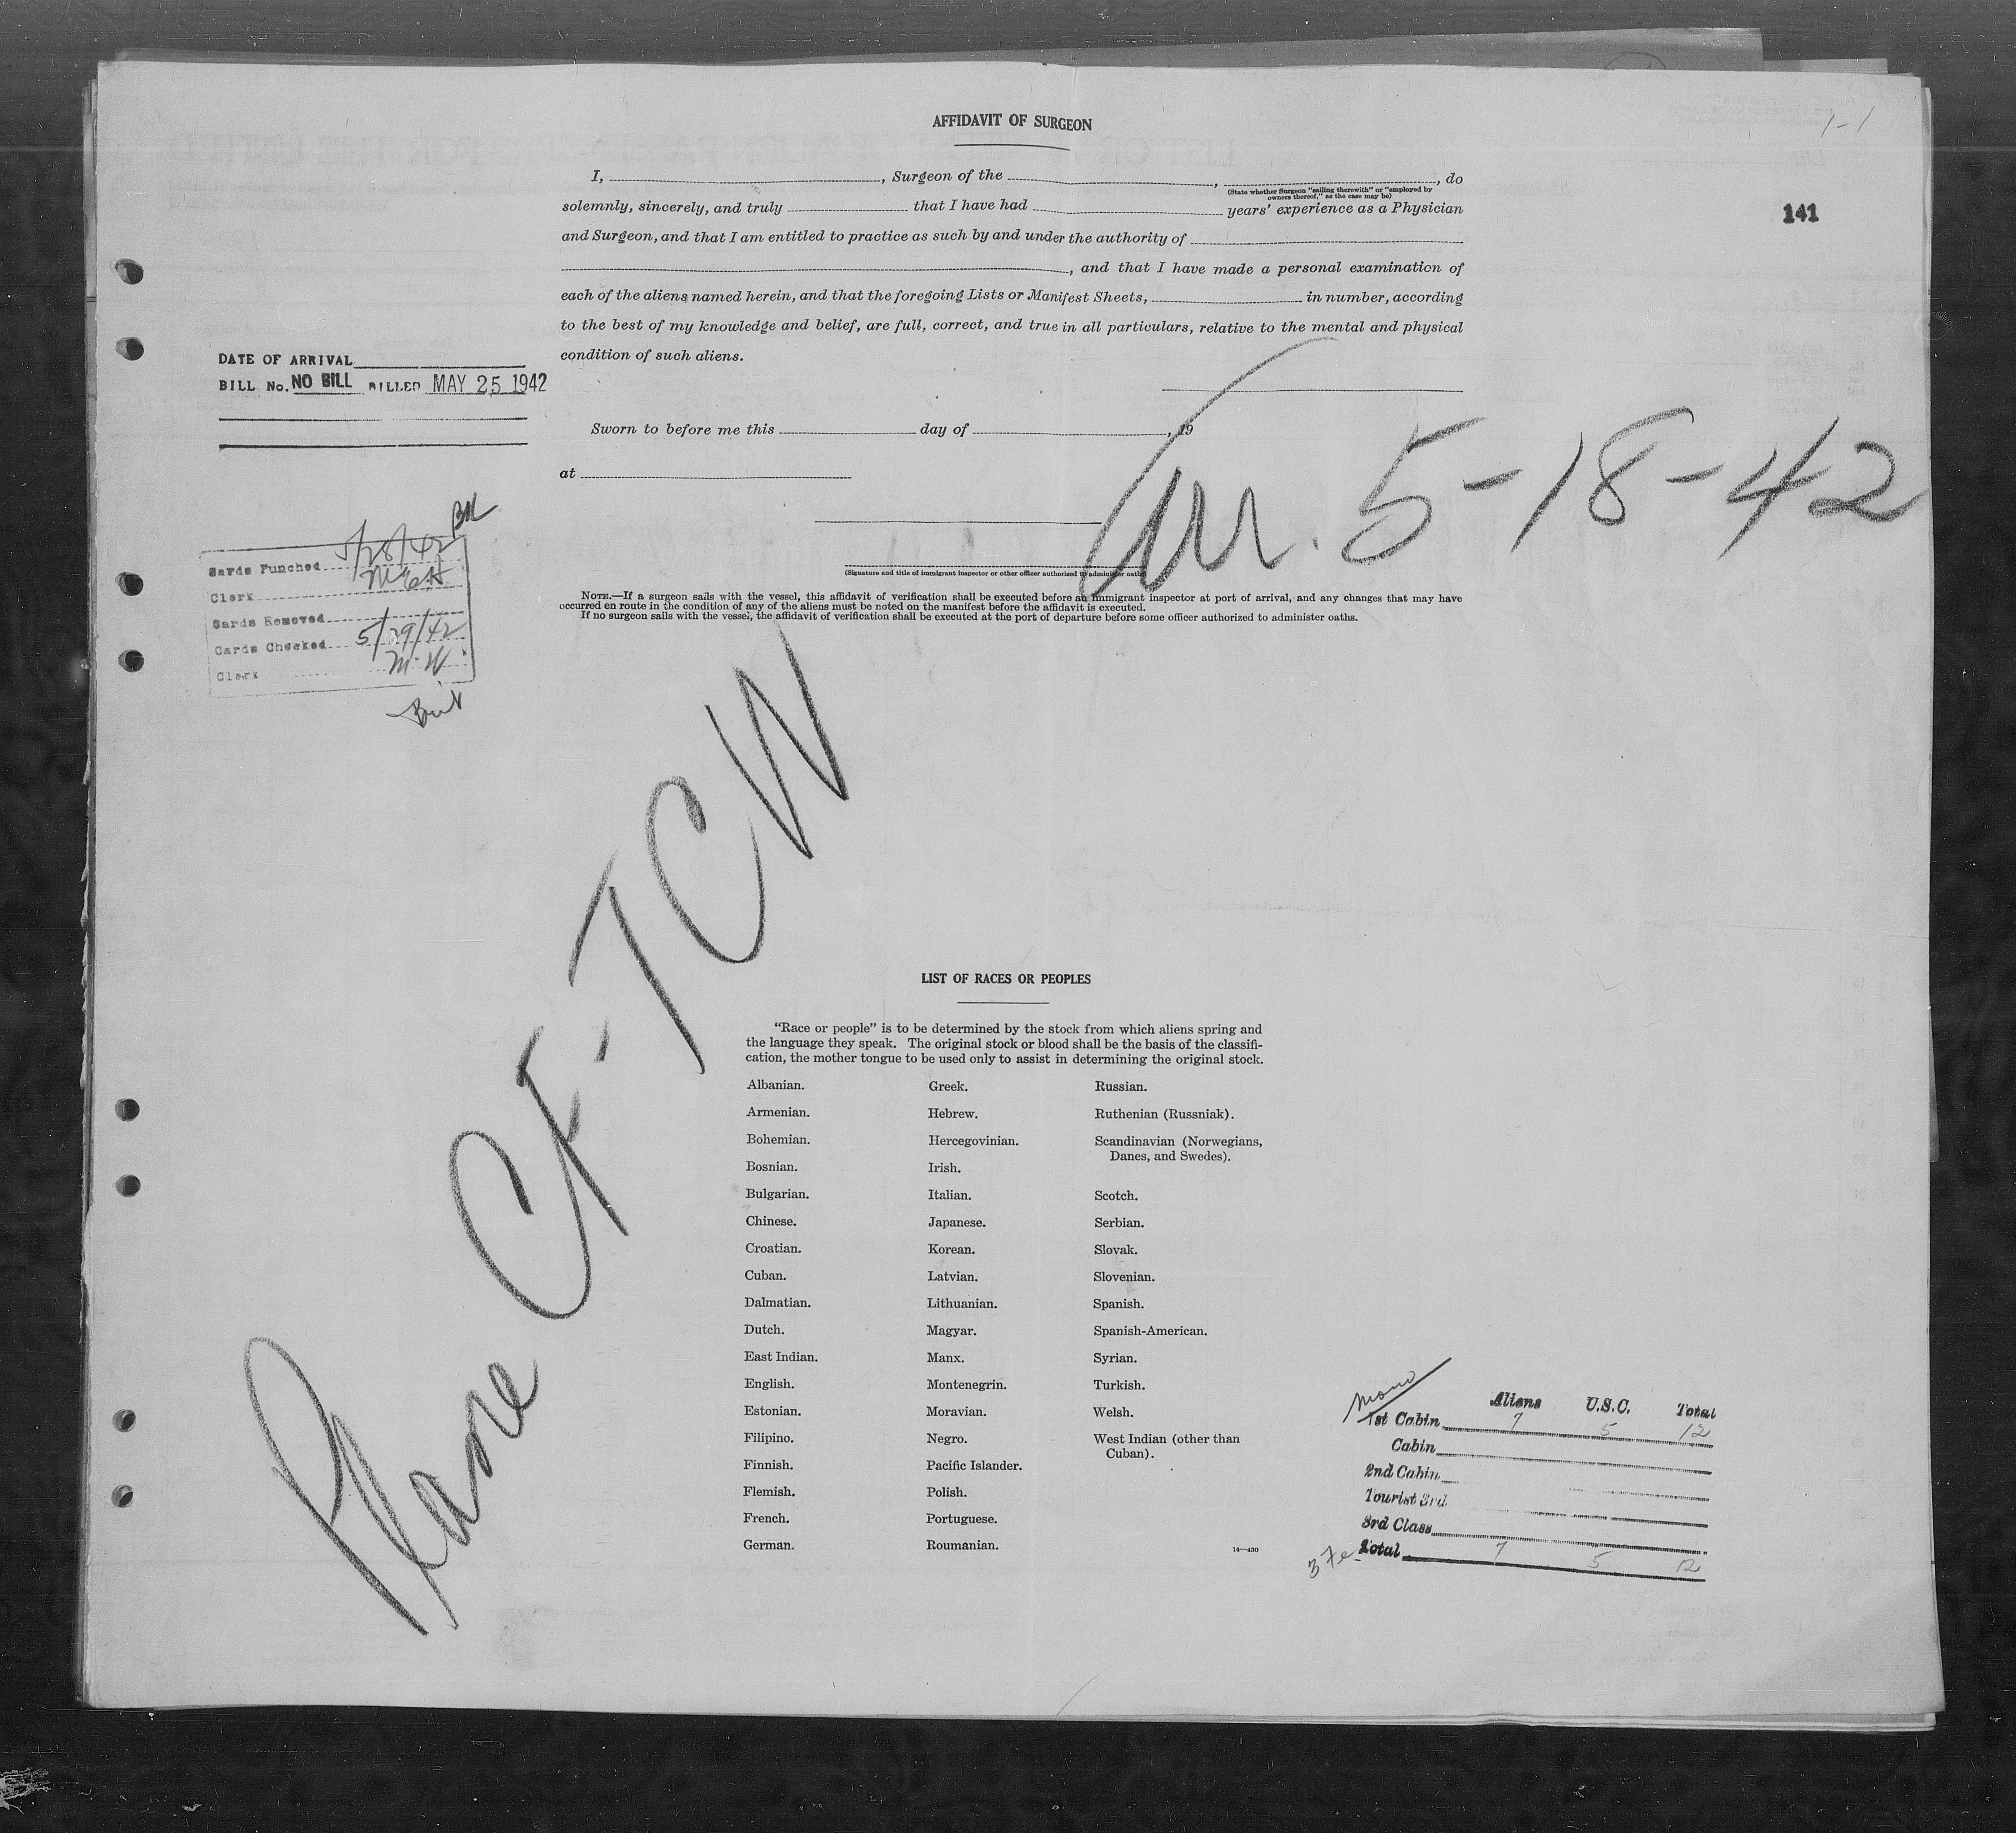 AFFIDAVIT OF SURGEON
1-1
141
I, , Surgeon of the , , do
(State whether Surgeon "sailing therewith" or "employed by
owners thereof," as the case may be)
solemnly, sincerely, and truly that I have had years' experience as a Physician
and Surgeon, and that I am entitled to practice as such by and under the authority of
, and that I have made a personal examination of
each of the aliens named herein, and that the foregoing Lists or Manifest Sheets, in number, according
to the best of my knowledge and belief, are full, correct, and true in all particulars, relative to the mental and physical
condition of such aliens.
DATE OF ARRIVAL
BILL No. NO BILL BILLED MAY 25 1942
Sworn to before me this day of , 19
at
Arr. 5-18-42
(Signature and title of immigrant inspector or other officer authorized to administer oaths)
NOTE.—If a surgeon sails with the vessel, this affidavit of verification shall be executed before an immigrant inspector at port of arrival, and any changes that may have
occurred en route in the condition of any of the aliens must be noted on the manifest before the affidavit is executed.
If no surgeon sails with the vessel, the affidavit of verification shall be executed at the port of departure before some officer authorized to administer oaths.
Cards Punched 5/28/42
Clerk
Cards Removed
Cards Checked 5/29/42
Clerk M.W
Plane CF-TCW
LIST OF RACES OR PEOPLES
"Race or people" is to be determined by the stock from which aliens spring and
the language they speak. The original stock or blood shall be the basis of the classifi-
cation, the mother tongue to be used only to assist in determining the original stock.
Albanian.
Armenian.
Bohemian.
Bosnian.
Bulgarian.
Chinese.
Croatian.
Cuban.
Dalmatian.
Dutch.
East Indian.
English.
Estonian.
Filipino.
Finnish.
Flemish.
French.
German.
Greek.
Hebrew.
Hercegovinian.
Irish.
Italian.
Japanese.
Korean.
Latvian.
Lithuanian.
Magyar.
Manx.
Montenegrin.
Moravian.
Negro.
Pacific Islander.
Polish.
Portuguese.
Roumanian.
Russian.
Ruthenian (Russniak).
Scandinavian (Norwegians,
Danes, and Swedes).
Scotch.
Serbian.
Slovak.
Slovenian.
Spanish.
Spanish-American.
Syrian.
Turkish.
Welsh.
West Indian (other than
Cuban).
14—430
Aliens U.S.C. Total
1st Cabin 7 5 12
Cabin
2nd Cabin
Tourist 3rd
3rd Class
Total 7 5 12